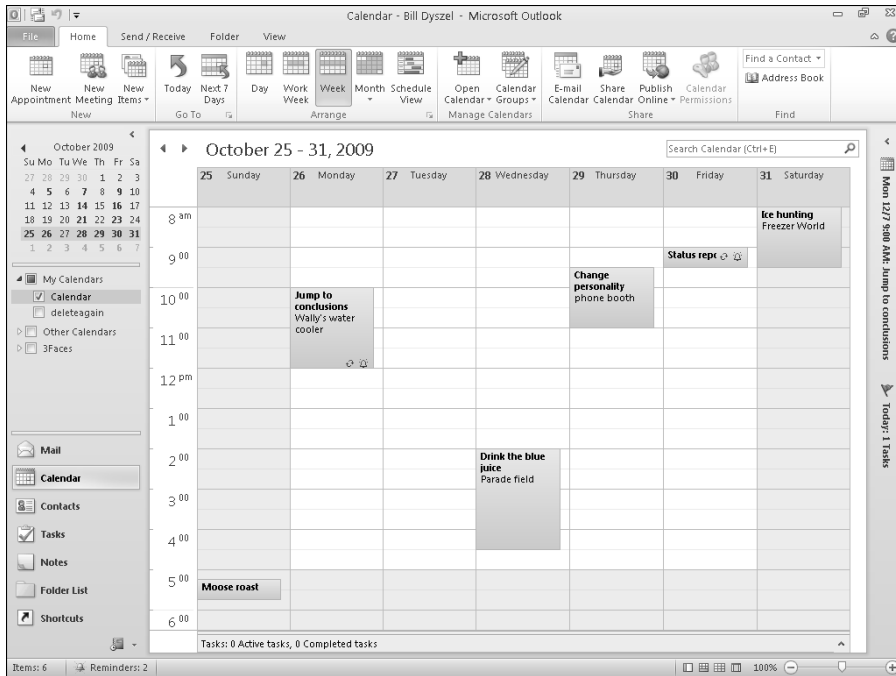 Calendar - Bill Dyszel - Microsoft Outlook
File Home Send / Receive Folder View
New Appointment
New Meeting
New Items
New
Today
Next 7 Days
Go To
Day
Work Week
Week
Month
Schedule View
Arrange
Open Calendar
Calendar Groups
Manage Calendars
E-mail Calendar
Share Calendar
Publish Online
Calendar Permissions
Share
Find a Contact
Address Book
Find
October 2009
Su Mo Tu We Th Fr Sa
27 28 29 30 1 2 3
4 5 6 7 8 9 10
11 12 13 14 15 16 17
18 19 20 21 22 23 24
25 26 27 28 29 30 31
1 2 3 4 5 6 7
My Calendars
Calendar
deleteagain
Other Calendars
3Faces
Mail
Calendar
Contacts
Tasks
Notes
Folder List
Shortcuts
October 25 - 31, 2009
Search Calendar (Ctrl+E)
25 Sunday
26 Monday
27 Tuesday
28 Wednesday
29 Thursday
30 Friday
31 Saturday
8 am
9 00
10 00
11 00
12 pm
1 00
2 00
3 00
4 00
5 00
6 00
Ice hunting
Freezer World
Status repo
Change
personality
phone booth
Jump to
conclusions
Wally's water
cooler
Drink the blue
juice
Parade field
Moose roast
Tasks: 0 Active tasks, 0 Completed tasks
Mon 12/7 9:00 AM: Jump to conclusions
Today: 1 Tasks
Items: 6
Reminders: 2
100%